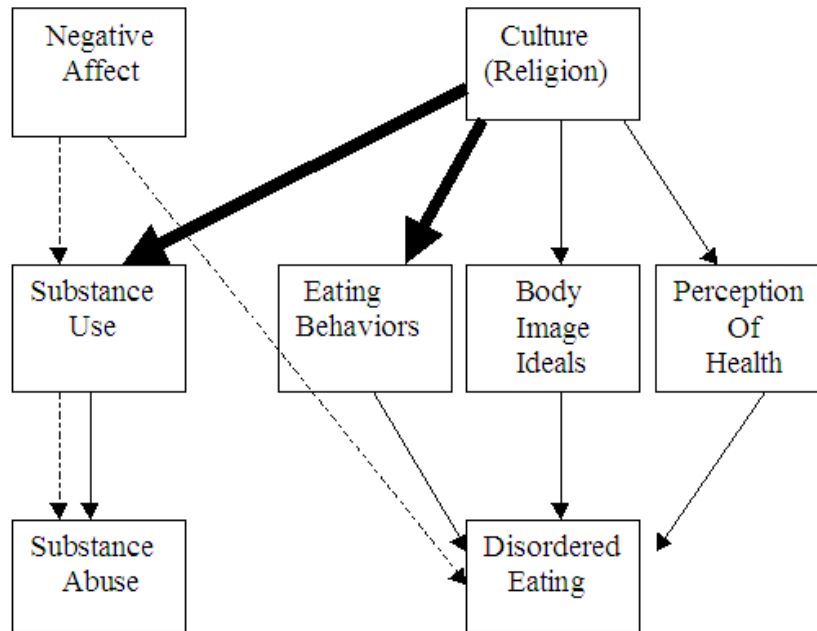 Negative
Affect
Culture
(Religion)
Substance
Use
Eating
Behaviors
Body
Image
Ideals
Perception
Of
Health
Substance
Abuse
Disordered
Eating